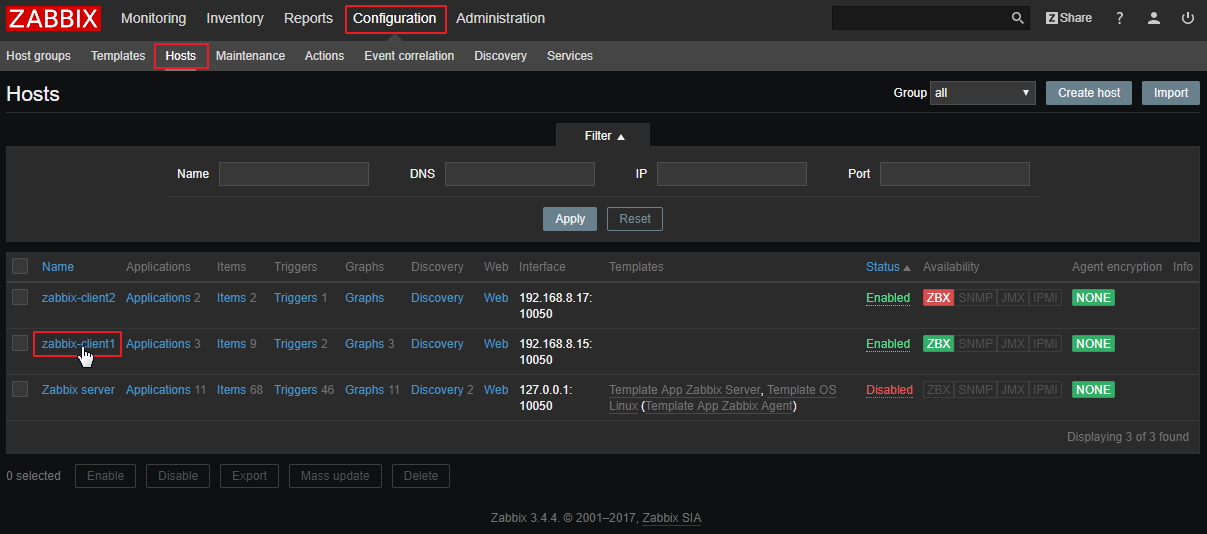 ZABBIX Monitoring Inventory Reports Configuration Administration Z Share ?
Host groups Templates Hosts Maintenance Actions Event correlation Discovery Services
Hosts Group all Create host Import
Filter
Name DNS IP Port
Apply Reset
Name Applications Items Triggers Graphs Discovery Web Interface Templates Status Availability Agent encryption Info
zabbix-client2 Applications 2 Items 2 Triggers 1 Graphs Discovery Web 192.168.8.17: Enabled ZBX SNMP JMX IPMI NONE
10050
zabbix-client1 Applications 3 Items 9 Triggers 2 Graphs 3 Discovery Web 192.168.8.15: Enabled ZBX SNMP JMX IPMI NONE
10050
Zabbix server Applications 11 Items 68 Triggers 46 Graphs 11 Discovery 2 Web 127.0.0.1: Template App Zabbix Server, Template OS Disabled ZBX SNMP JMX IPMI NONE
10050 Linux (Template App Zabbix Agent)
Displaying 3 of 3 found
0 selected Enable Disable Export Mass update Delete
Zabbix 3.4.4. © 2001–2017, Zabbix SIA